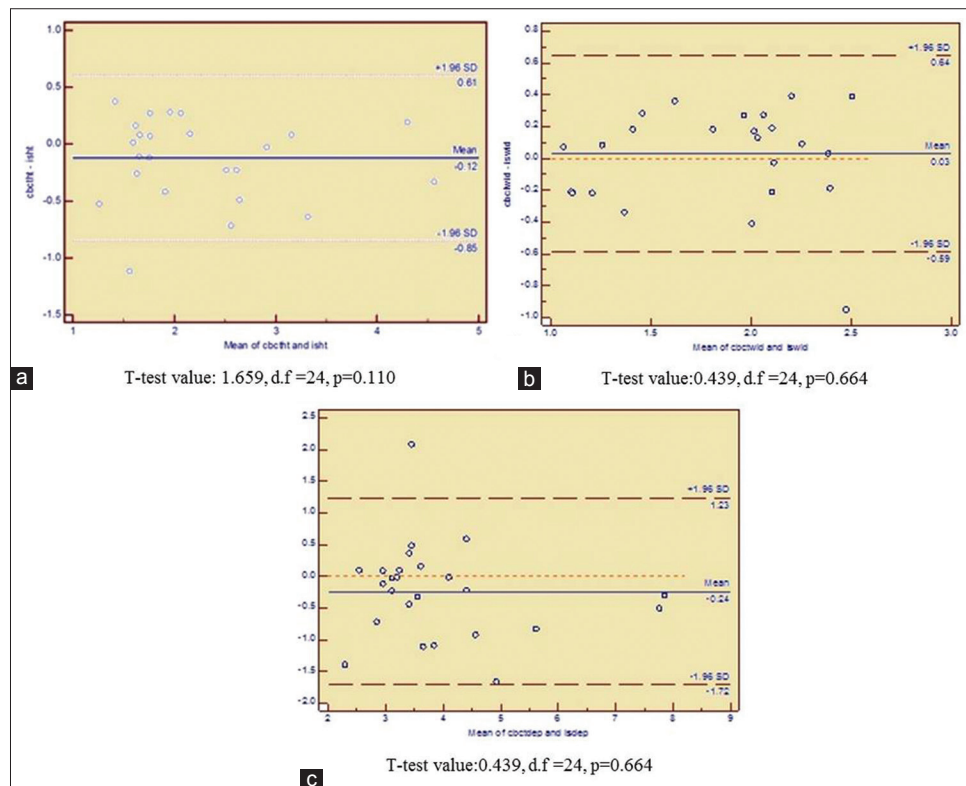 1.0
0.5
0.0
-0.5
-1.0
-1.5
cbctht - isht
+1.96 SD
0.61
Mean
-0.12
-1.96 SD
-0.85
1 2 3 4 5
Mean of cbctht and isht
a
T-test value: 1.659, d.f =24, p=0.110
0.8
0.6
0.4
0.2
0.0
-0.2
-0.4
-0.6
-0.8
-1.0
cbctwid - iswid
+1.96 SD
0.64
Mean
0.03
-1.96 SD
-0.59
1.0 1.5 2.0 2.5 3.0
Mean of cbctwid and iswid
b
T-test value:0.439, d.f =24, p=0.664
2.5
2.0
1.5
1.0
0.5
0.0
-0.5
-1.0
-1.5
-2.0
+1.96 SD
1.23
Mean
-0.24
-1.96 SD
-1.72
2 3 4 5 6 7 8 9
Mean of cbctdep and isdep
c
T-test value:0.439, d.f =24, p=0.664